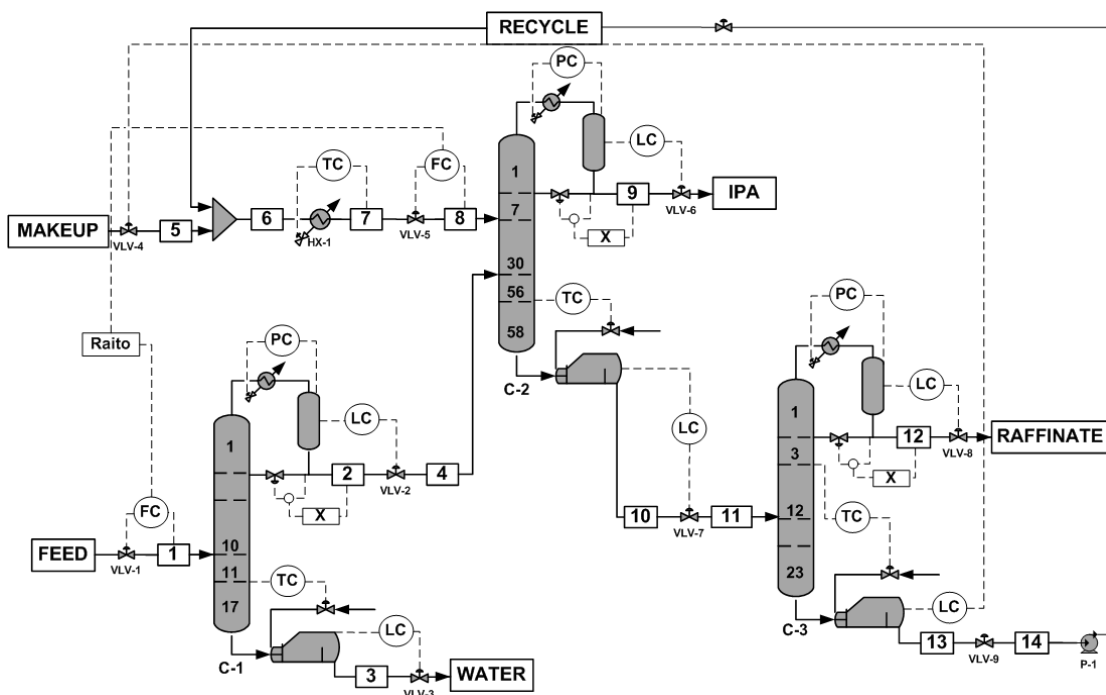 RECYCLE
PC
LC
1
7
30
56
58
9
VLV-6
IPA
X
TC
FC
MAKEUP
VLV-4
5
6
HX-1
7
VLV-5
8
TC
C-2
Raito
PC
LC
1
10
11
17
2
VLV-2
4
X
FC
FEED
VLV-1
1
TC
LC
C-1
3
VLV-3
WATER
LC
10
VLV-7
11
PC
LC
1
3
12
23
12
VLV-8
RAFFINATE
X
TC
LC
C-3
13
VLV-9
14
P-1